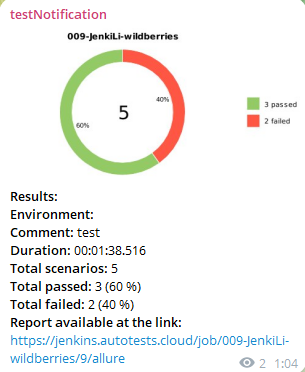 testNotification
009-JenkiLi-wildberries
40%
3 passed
5
2 failed
60%
Results:
Environment:
Comment: test
Duration: 00:01:38.516
Total scenarios: 5
Total passed: 3 (60 %)
Total failed: 2 (40 %)
Report available at the link:
https://jenkins.autotests.cloud/job/009-JenkiLi-
wildberries/9/allure
2 1:04